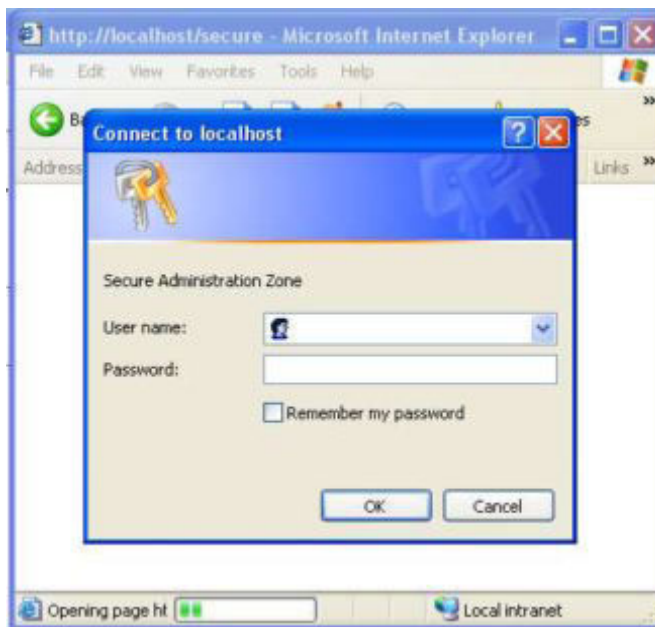 http://localhost/secure - Microsoft Internet Explorer
File Edit View Favorites Tools Help
Connect to localhost
Address Links
Secure Administration Zone
User name:
Password:
Remember my password
OK Cancel
Opening page ht Local intranet